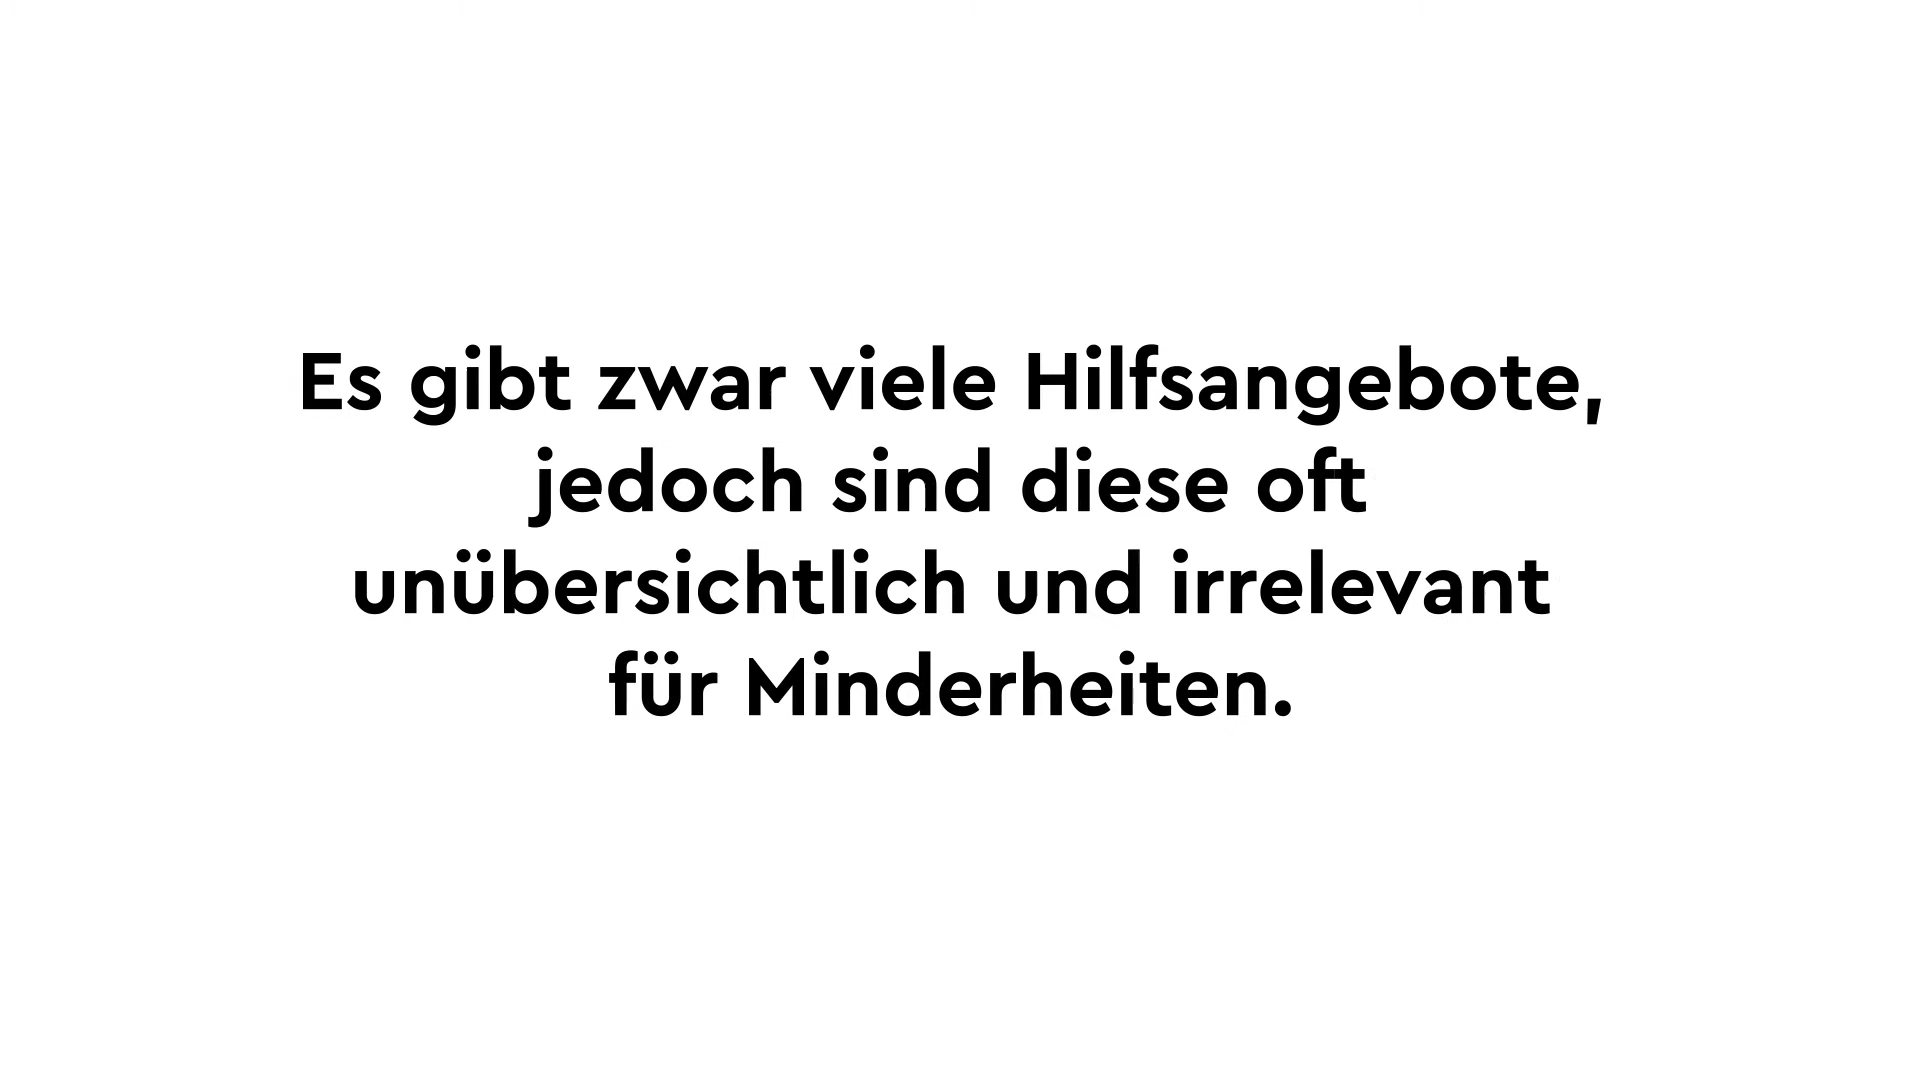 Es gibt zwar viele Hilfsangebote,
jedoch sind diese oft
unübersichtlich und irrelevant
für Minderheiten.